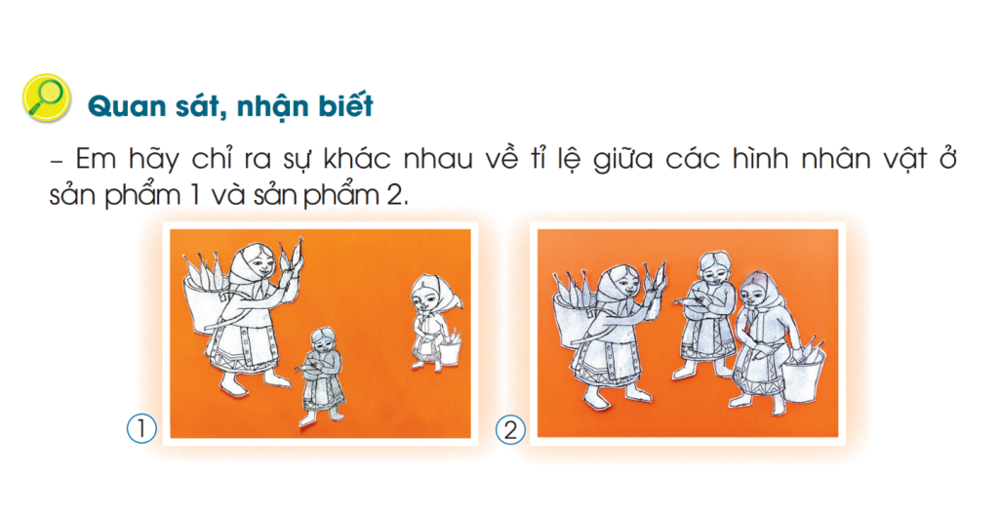 Quan sát, nhận biết
– Em hãy chỉ ra sự khác nhau về tỉ lệ giữa các hình nhân vật ở
sản phẩm 1 và sản phẩm 2.
1
2